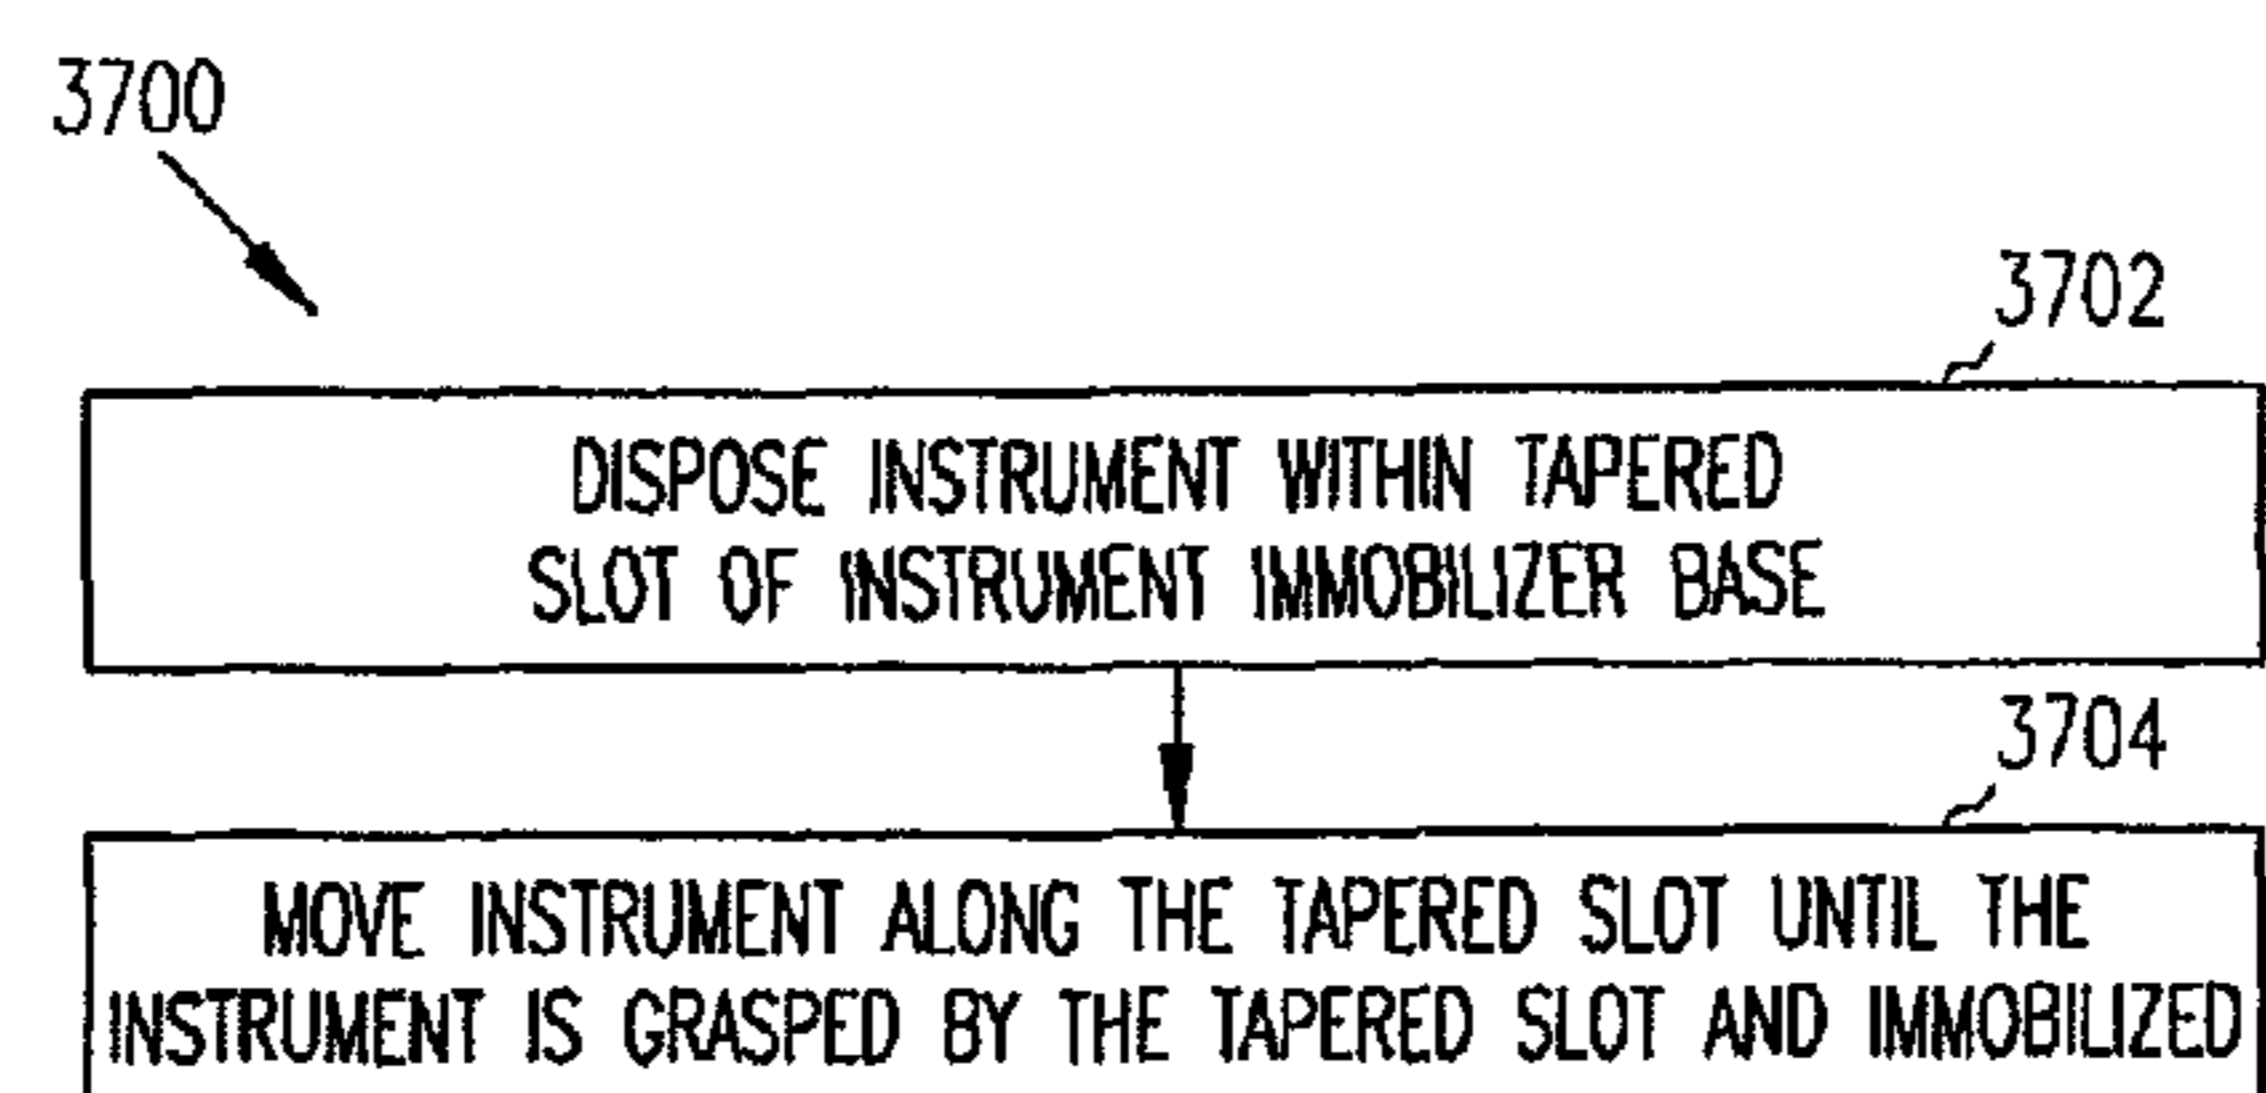 3700
3702
DISPOSE INSTRUMENT WITHIN TAPERED
SLOT OF INSTRUMENT IMMOBILIZER BASE
3704
MOVE INSTRUMENT ALONG THE TAPERED SLOT UNTIL THE
INSTRUMENT IS GRASPED BY THE TAPERED SLOT AND IMMOBILIZED